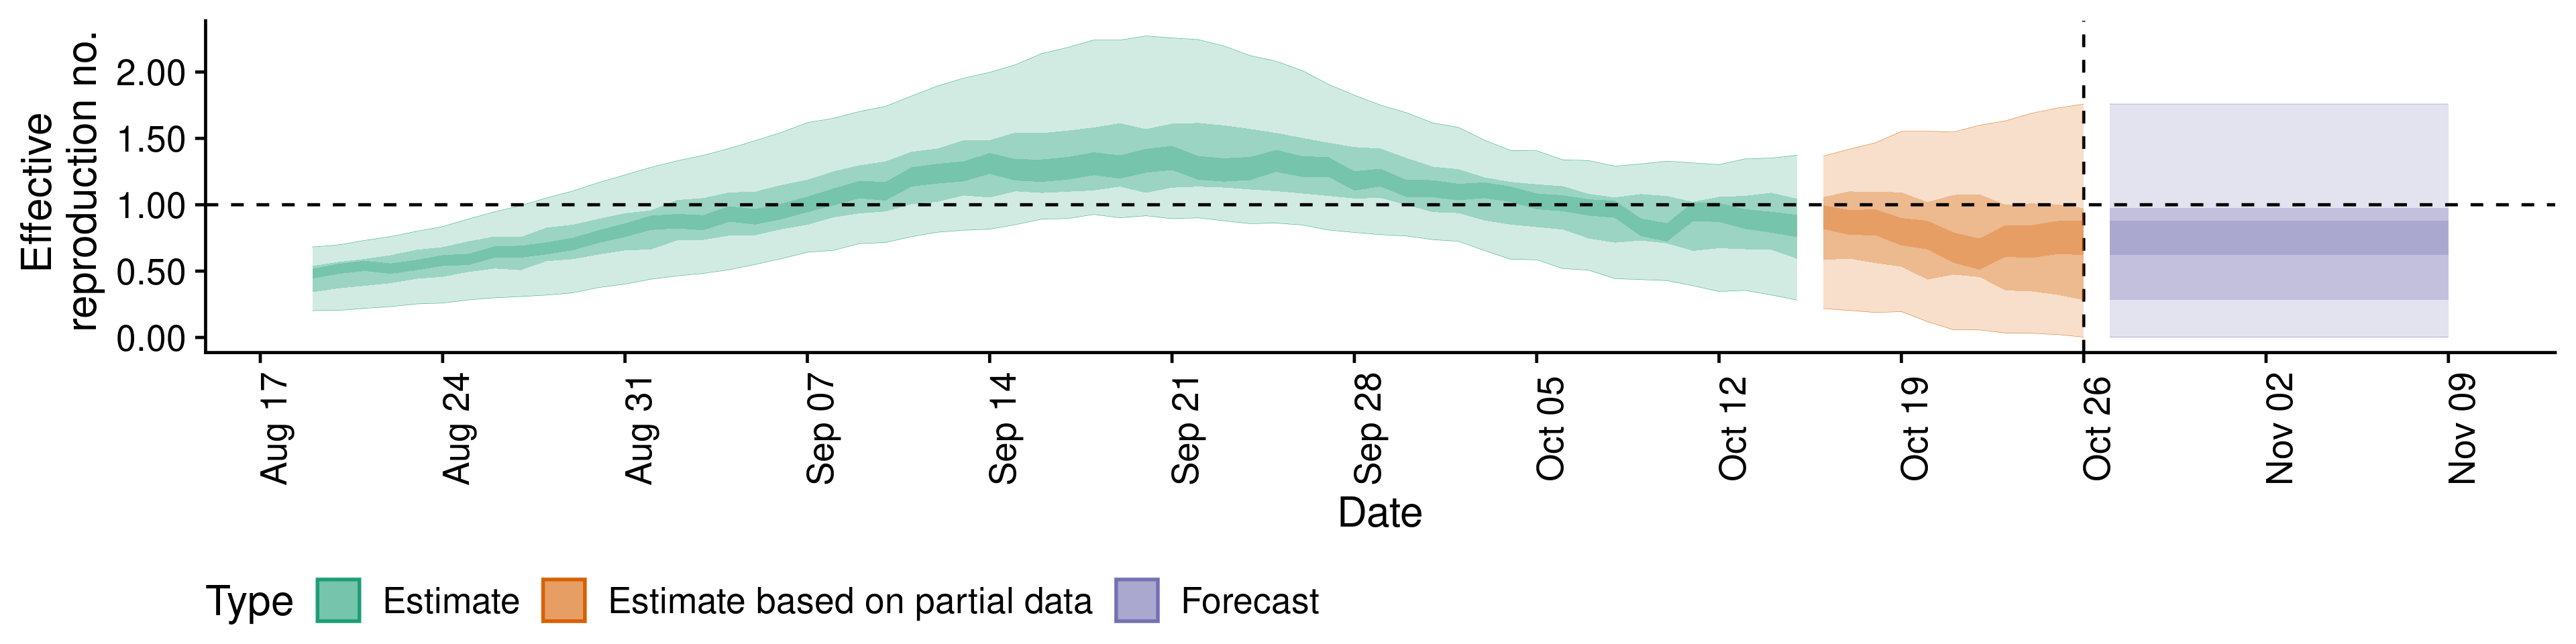 Effective
reproduction no.
2.00
1.50
1.00
0.50
0.00
Aug 17
Aug 24
Aug 31
Sep 07
Sep 14
Sep 21
Sep 28
Oct 05
Oct 12
Oct 19
Oct 26
Nov 02
Nov 09
Date
Type Estimate Estimate based on partial data Forecast